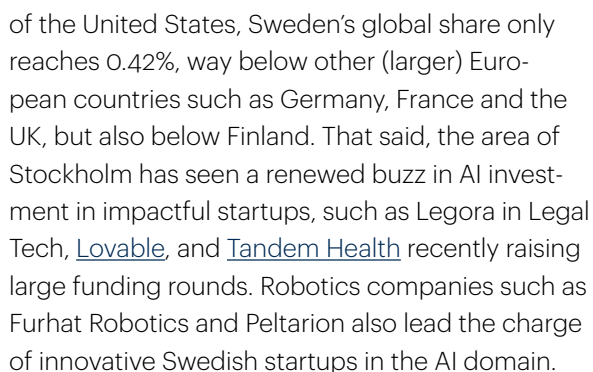 of the United States, Sweden’s global share only
reaches 0.42%, way below other (larger) Euro-
pean countries such as Germany, France and the
UK, but also below Finland. That said, the area of
Stockholm has seen a renewed buzz in AI invest-
ment in impactful startups, such as Legora in Legal
Tech, Lovable, and Tandem Health recently raising
large funding rounds. Robotics companies such as
Furhat Robotics and Peltarion also lead the charge
of innovative Swedish startups in the AI domain.